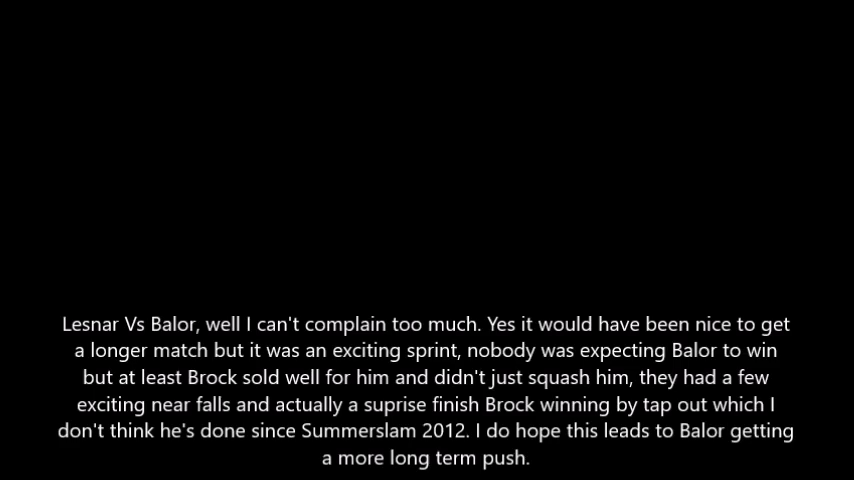 Lesnar Vs Balor, well I can't complain too much. Yes it would have been nice to get
a longer match but it was an exciting sprint, nobody was expecting Balor to win
but at least Brock sold well for him and didn't just squash him, they had a few
exciting near falls and actually a suprise finish Brock winning by tap out which I
don't think he's done since Summerslam 2012. I do hope this leads to Balor getting
a more long term push.